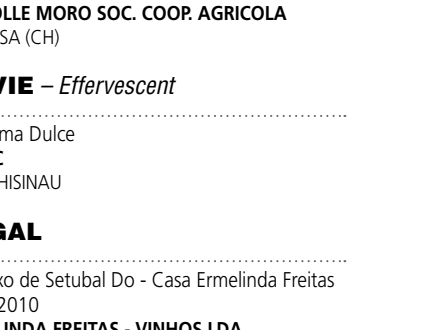 OLLE MORO SOC. COOP. AGRICOLA
SA (CH)
VIE – Effervescent
ma Dulce
C
HISINAU
GAL
xo de Setubal Do - Casa Ermelinda Freitas
2010
LINDA FREITAS - VINHOS LDA